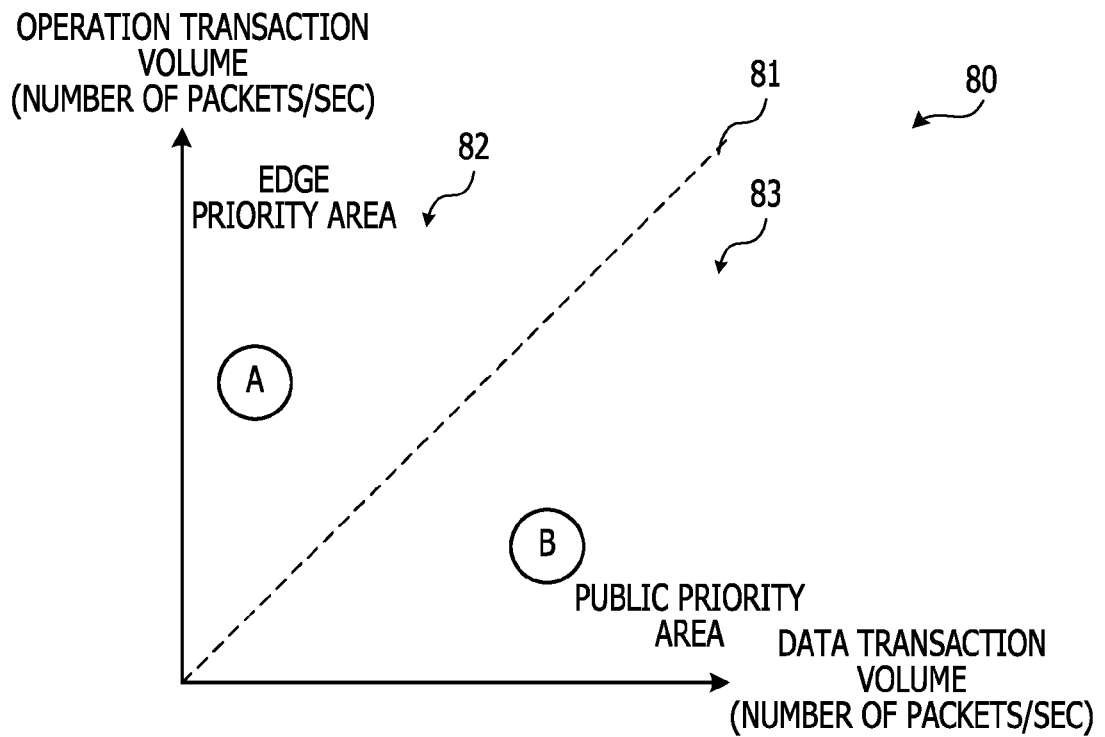 OPERATION TRANSACTION
VOLUME
(NUMBER OF PACKETS/SEC)
81
80
82
EDGE
PRIORITY AREA
83
A
B
PUBLIC PRIORITY
AREA
DATA TRANSACTION
VOLUME
(NUMBER OF PACKETS/SEC)